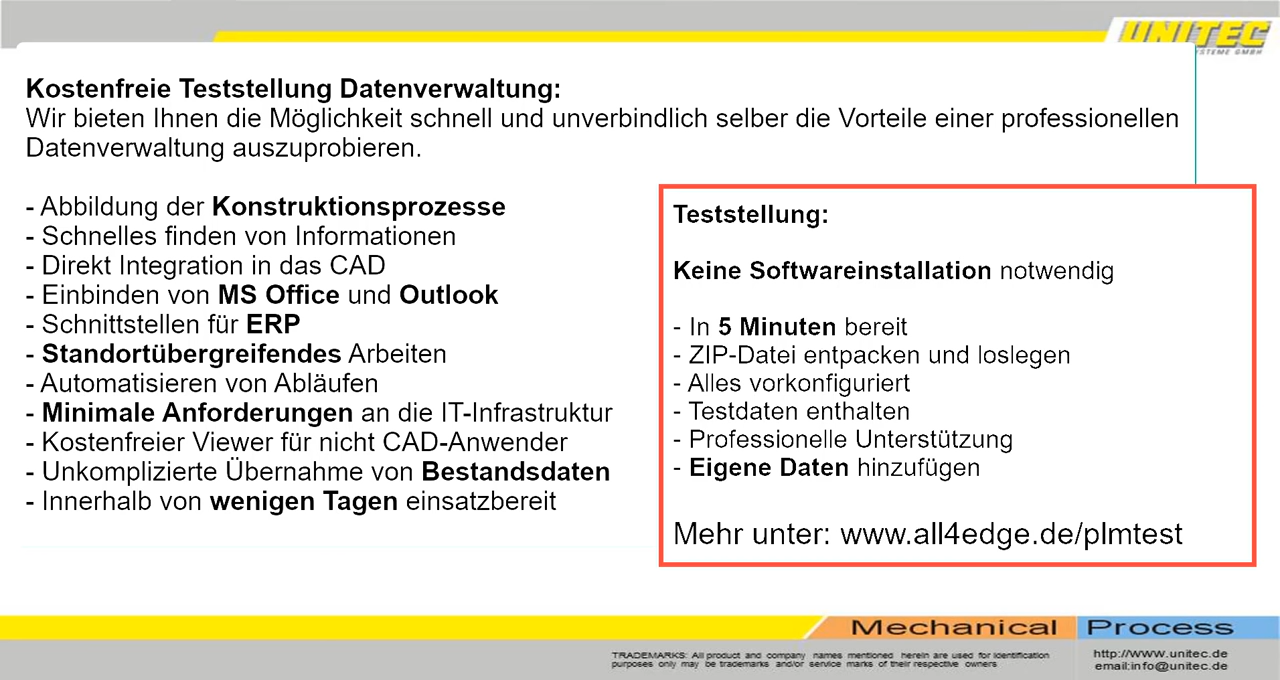 UNITEC
SYSTEME GMBH
Kostenfreie Teststellung Datenverwaltung:
Wir bieten Ihnen die Möglichkeit schnell und unverbindlich selber die Vorteile einer professionellen
Datenverwaltung auszuprobieren.
- Abbildung der Konstruktionsprozesse
- Schnelles finden von Informationen
- Direkt Integration in das CAD
- Einbinden von MS Office und Outlook
- Schnittstellen für ERP
- Standortübergreifendes Arbeiten
- Automatisieren von Abläufen
- Minimale Anforderungen an die IT-Infrastruktur
- Kostenfreier Viewer für nicht CAD-Anwender
- Unkomplizierte Übernahme von Bestandsdaten
- Innerhalb von wenigen Tagen einsatzbereit
Teststellung:
Keine Softwareinstallation notwendig
- In 5 Minuten bereit
- ZIP-Datei entpacken und loslegen
- Alles vorkonfiguriert
- Testdaten enthalten
- Professionelle Unterstützung
- Eigene Daten hinzufügen
Mehr unter: www.all4edge.de/plmtest
Mechanical Process
TRADEMARKS: All product and company names mentioned herein are used for identification
purposes only may be trademarks and/or service marks of their respective owners
http://www.unitec.de
email:info@unitec.de